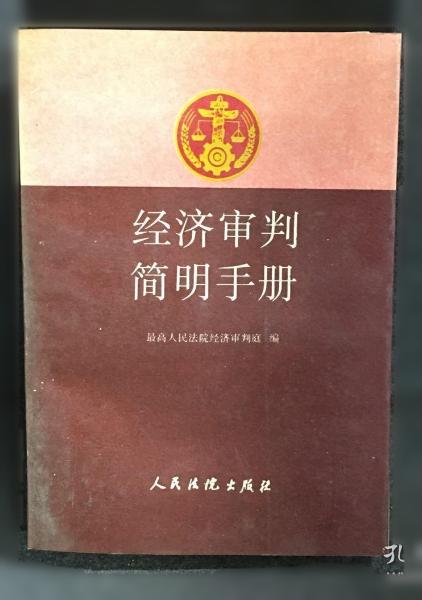 经济审判
简明手册
最高人民法院经济审判庭 编
人民法院出版社
孔